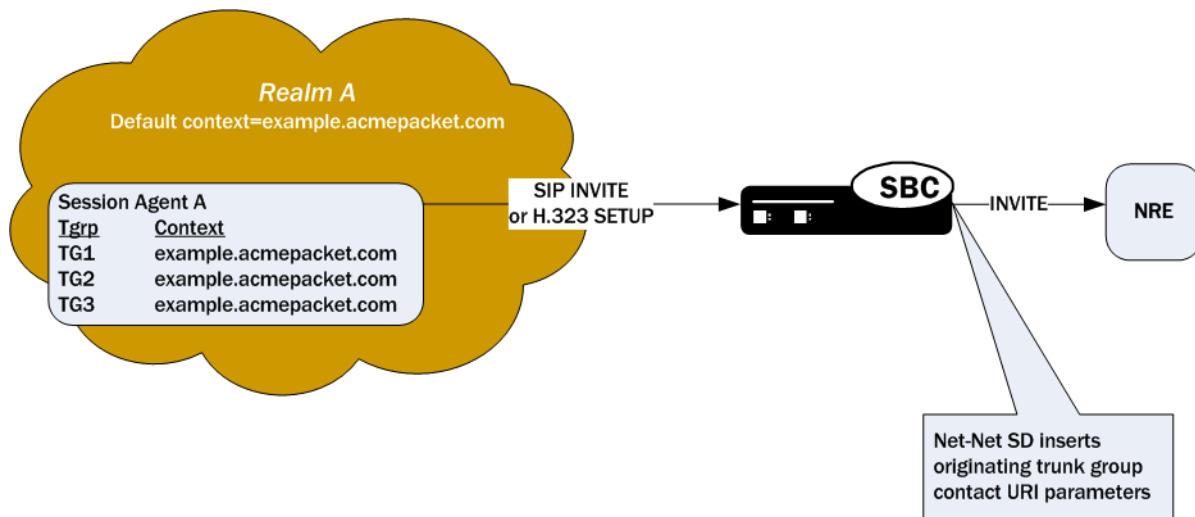 Realm A
Default context=example.acmepacket.com
Session Agent A
Tgrp Context
TG1 example.acmepacket.com
TG2 example.acmepacket.com
TG3 example.acmepacket.com
SIP INVITE
or H.323 SETUP
SBC
INVITE
NRE
Net-Net SD inserts
originating trunk group
contact URI parameters